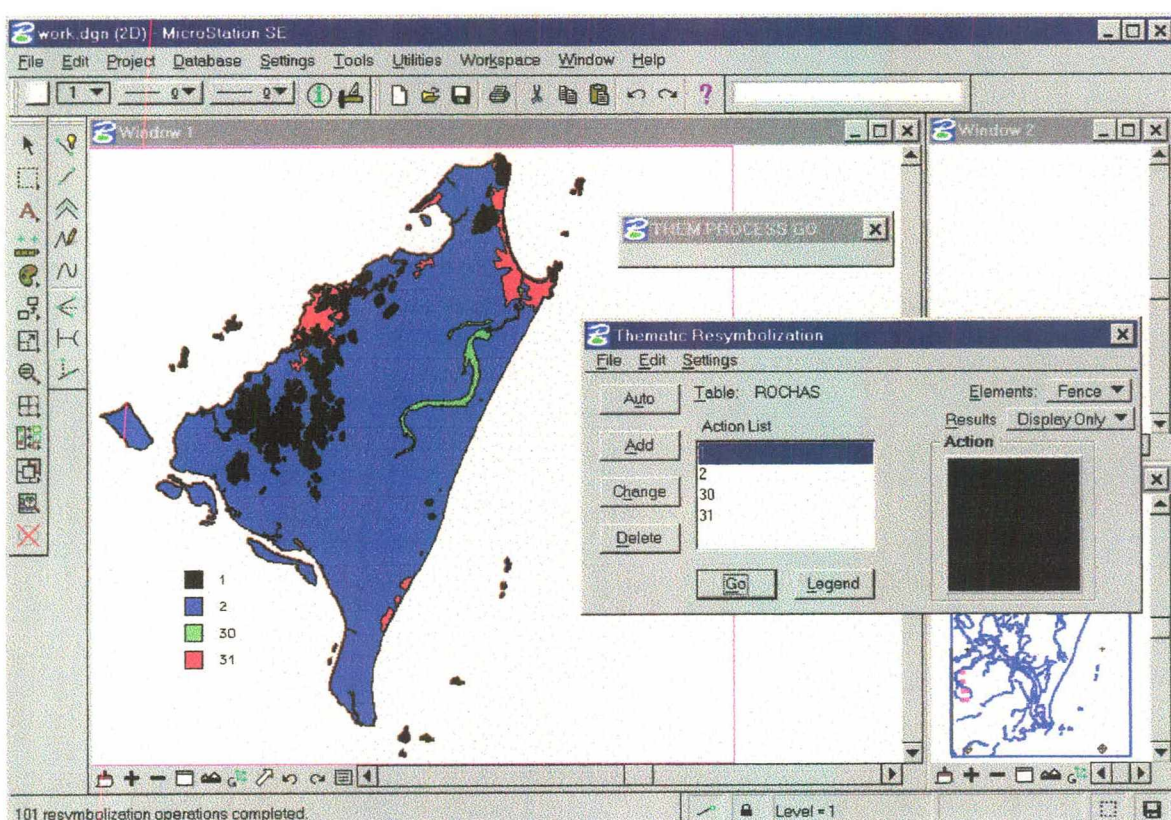 work.dgn (2D) - MicroStation SE
File Edit Project Database Settings Tools Utilities Workspace Window Help
1 0 0
Window 1
Window 2
THEM PROCESS GO
Thematic Resymbolization
File Edit Settings
Auto
Table: ROCHAS
Elements: Fence
Results Display Only
Add
Action List
Action
1
2
30
31
Change
Delete
Go
Legend
1
2
30
31
101 resymbolization operations completed.
Level = 1